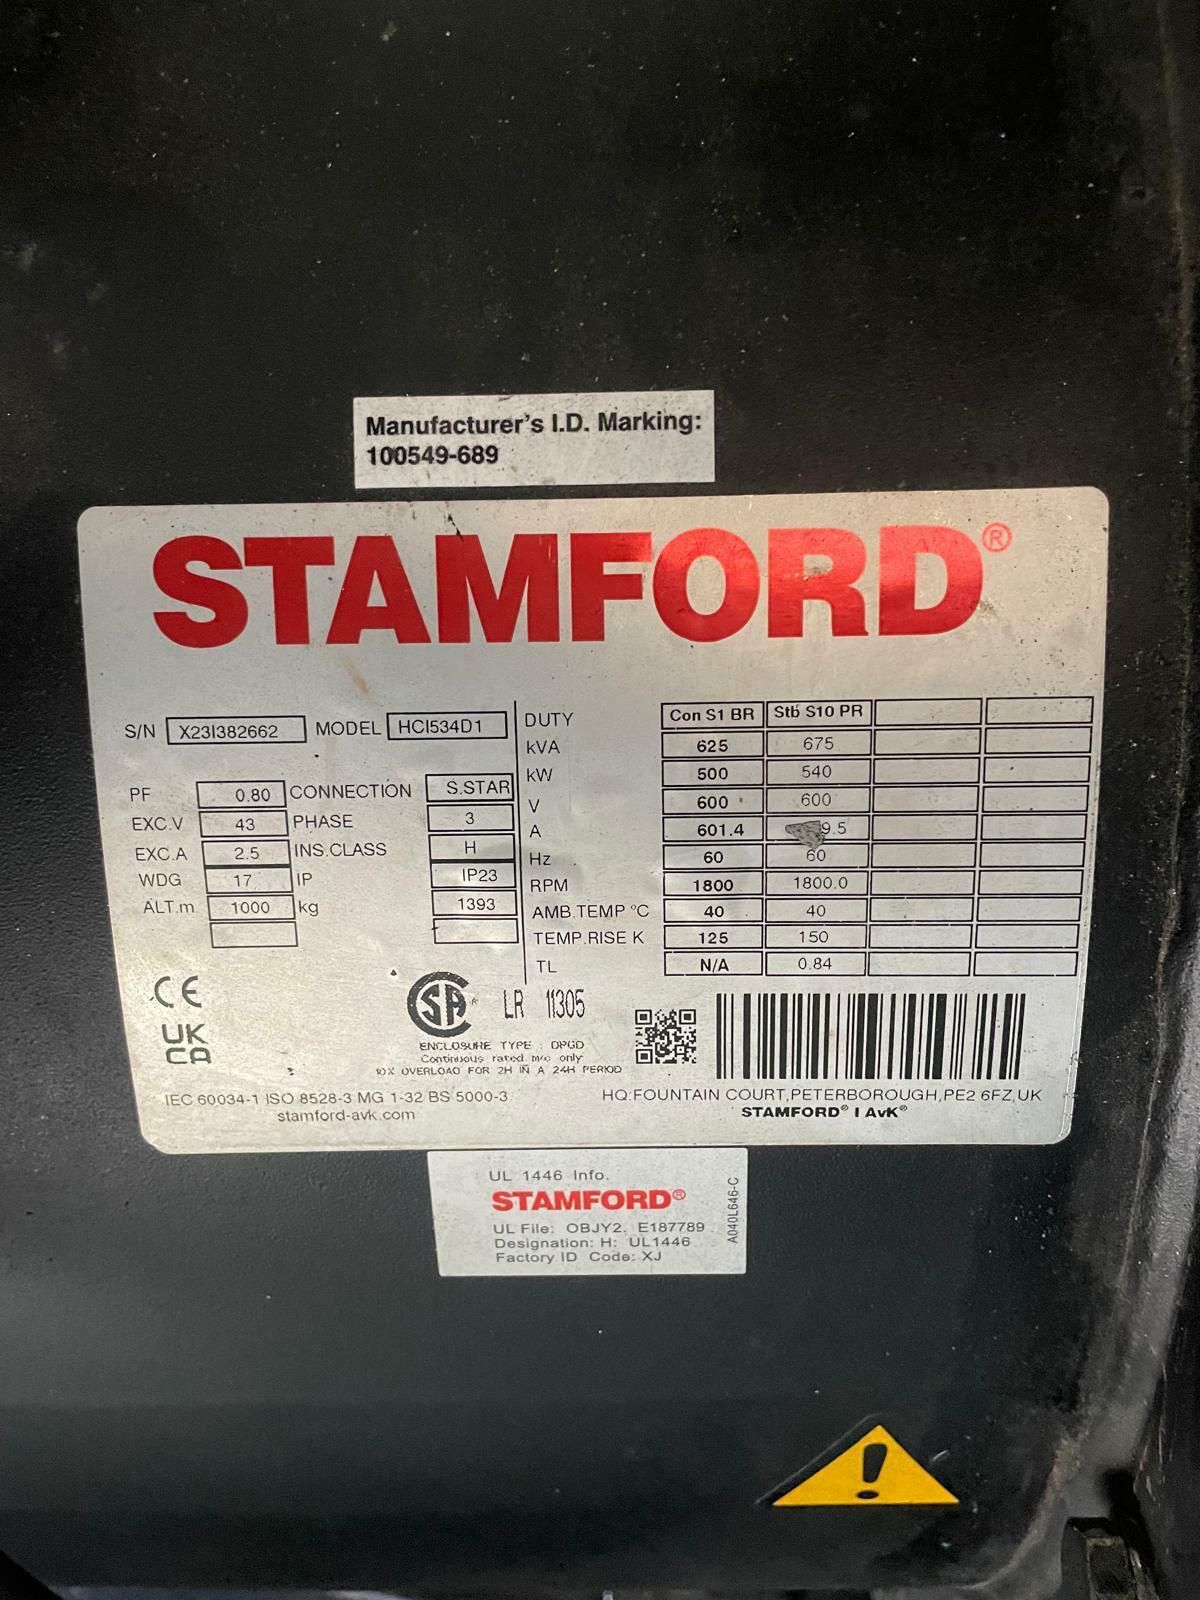 Manufacturer's I.D. Marking:
100549-689
STAMFORD®
S/N X23I382662 MODEL HCI534D1
PF 0.80 CONNECTION S.STAR
EXC.V 43 PHASE 3
EXC.A 2.5 INS.CLASS H
WDG 17 IP IP23
ALT.m 1000 kg 1393
DUTY Con S1 BR Stb S10 PR
kVA 625 675
kW 500 540
V 600 600
A 601.4 9.5
Hz 60 60
RPM 1800 1800.0
AMB.TEMP °C 40 40
TEMP.RISE K 125 150
TL N/A 0.84
CE
UK
CA
SA ® LR 11305
ENCLOSURE TYPE : DPGD
Continuous rated m/c only
10% OVERLOAD FOR 2H IN A 24H PERIOD
IEC 60034-1 ISO 8528-3 MG 1-32 BS 5000-3
stamford-avk.com
HQ:FOUNTAIN COURT,PETERBOROUGH,PE2 6FZ,UK
STAMFORD® I AvK®
UL 1446 Info.
STAMFORD®
UL File: OBJY2. E187789
Designation: H: UL1446
Factory ID Code: XJ
A040L646-C